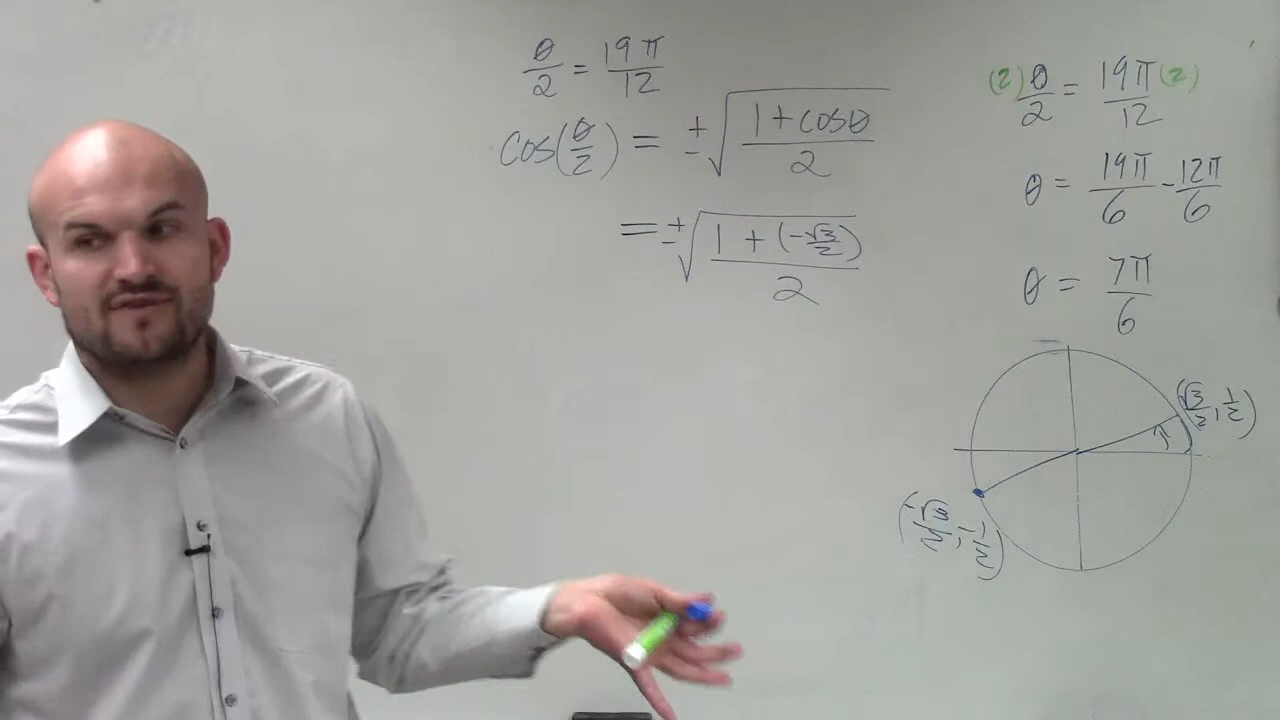 θ/2 = 19π/12
cos(θ/2) = ±√((1+cosθ)/2)
= ±√((1 + (-√3/2))/2)
(2) θ/2 = 19π/12 (2)
θ = 19π/6 - 12π/6
θ = 7π/6
(√3/2, 1/2)
(-√3/2, -1/2)